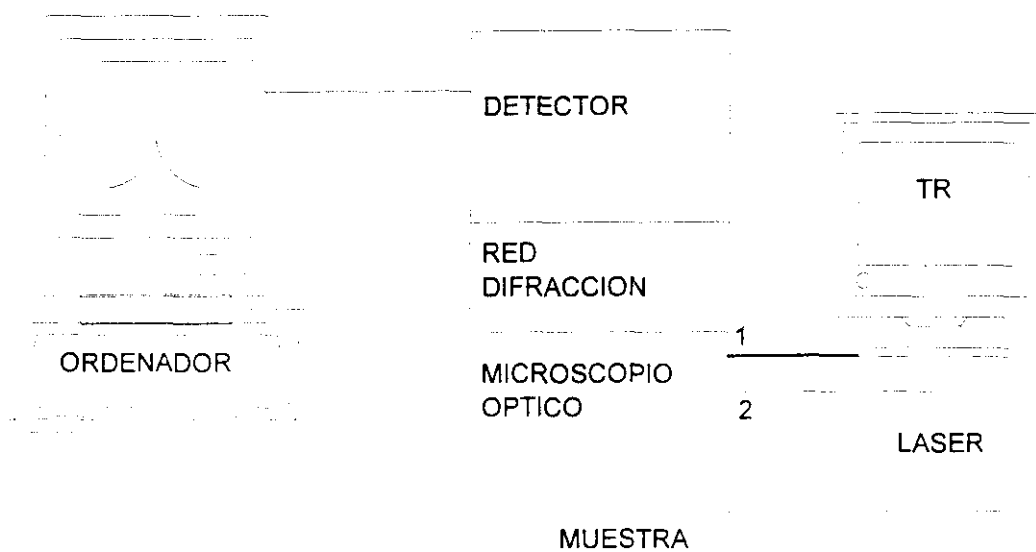 DETECTOR
TR
RED
DIFRACCION
1
ORDENADOR
MICROSCOPIO
OPTICO
2
LASER
MUESTRA